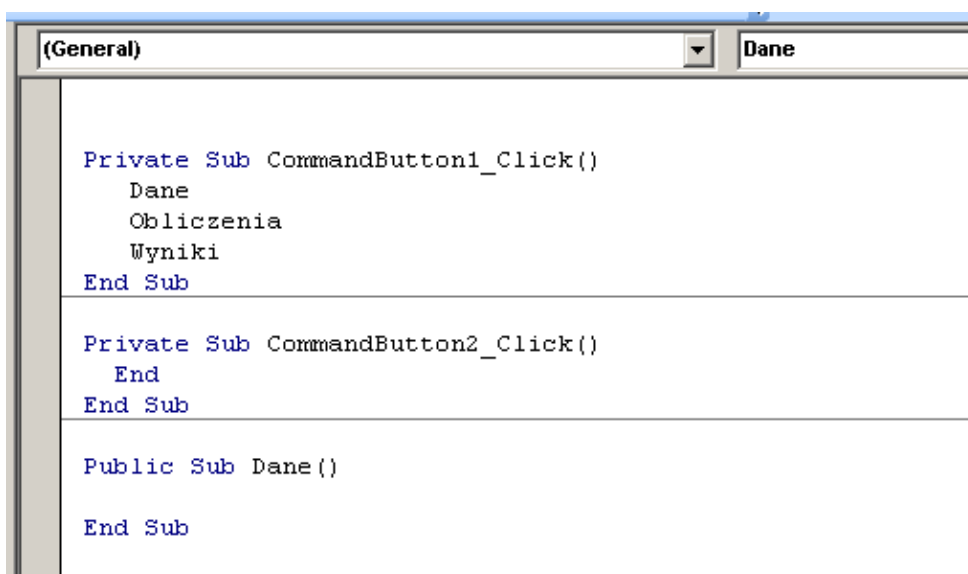 (General) Dane
Private Sub CommandButton1_Click()
Dane
Obliczenia
Wyniki
End Sub
Private Sub CommandButton2_Click()
End
End Sub
Public Sub Dane()
End Sub